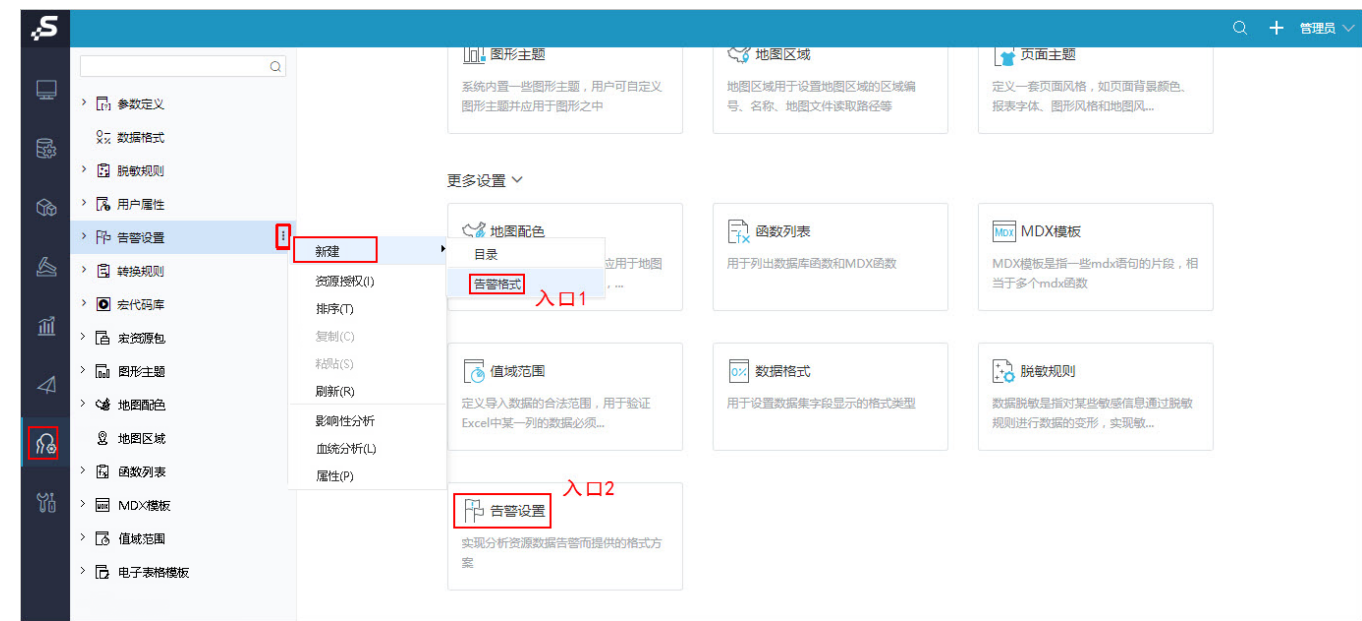 管理员
参数定义
数据格式
脱敏规则
用户属性
告警设置
转换规则
宏代码库
宏资源包
图形主题
地图配色
地图区域
函数列表
MDX模板
值域范围
电子表格模板
新建
资源授权(I)
排序(T)
复制(C)
粘贴(S)
刷新(R)
影响性分析
血统分析(L)
属性(P)
目录
告警格式
入口1
图形主题
系统内置一些图形主题，用户可自定义
图形主题并应用于图形之中
地图区域
地图区域用于设置地图区域的区域编
号、名称、地图文件读取路径等
页面主题
定义一套页面风格，如页面背景颜色、
报表字体、图形风格和地图风...
更多设置
地图配色
应用于地图
，...
函数列表
用于列出数据库函数和MDX函数
MDX模板
MDX模板是指一些mdx语句的片段，相
当于多个mdx函数
值域范围
定义导入数据的合法范围，用于验证
Excel中某一列的数据必须...
数据格式
用于设置数据集字段显示的格式类型
脱敏规则
数据脱敏是指对某些敏感信息通过脱敏
规则进行数据的变形，实现敏...
入口2
告警设置
实现分析资源数据告警而提供的格式方
案